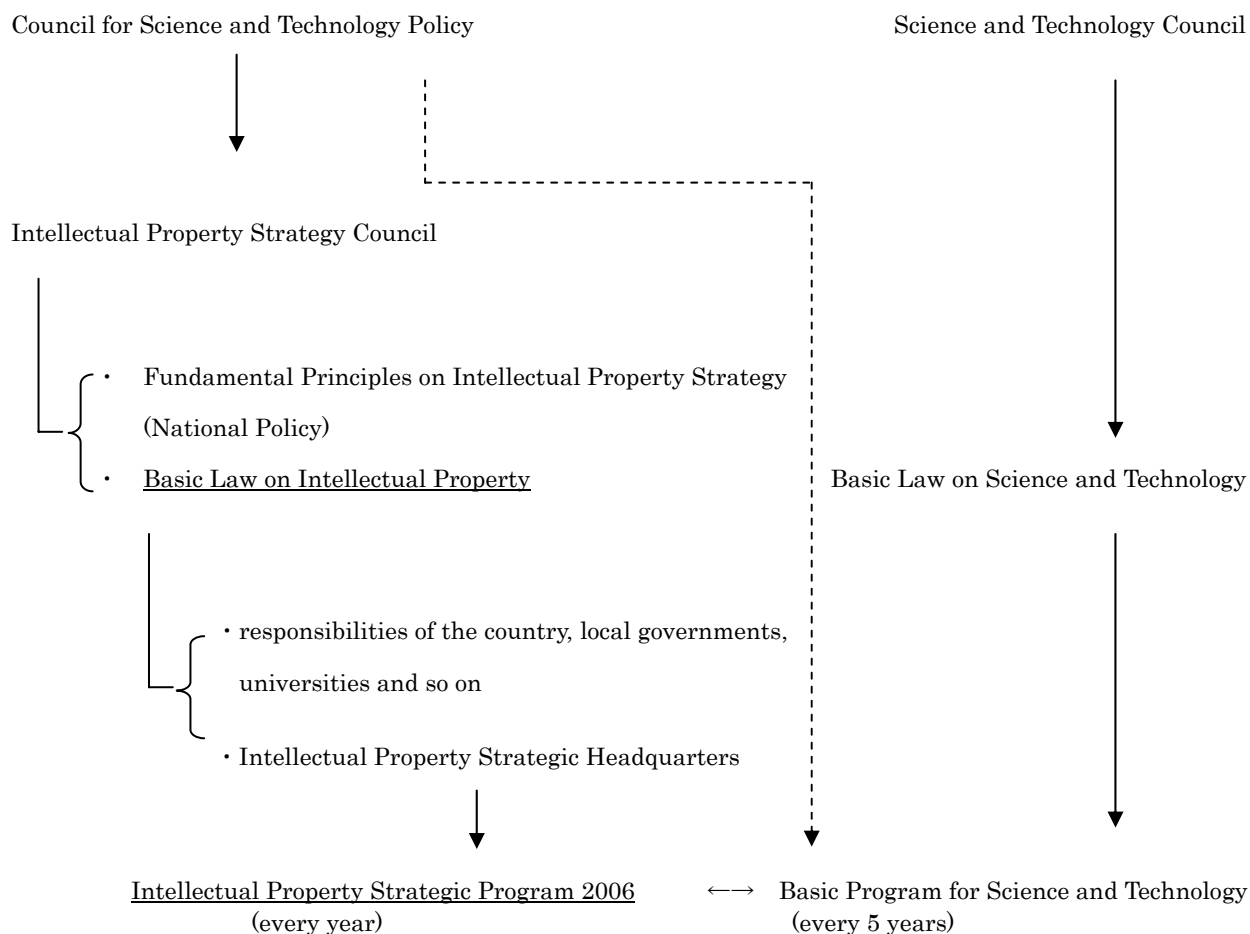 Council for Science and Technology Policy
Science and Technology Council
Intellectual Property Strategy Council
・ Fundamental Principles on Intellectual Property Strategy
(National Policy)
・ Basic Law on Intellectual Property
Basic Law on Science and Technology
・responsibilities of the country, local governments,
universities and so on
・Intellectual Property Strategic Headquarters
Intellectual Property Strategic Program 2006 ←→ Basic Program for Science and Technology
(every year)
(every 5 years)